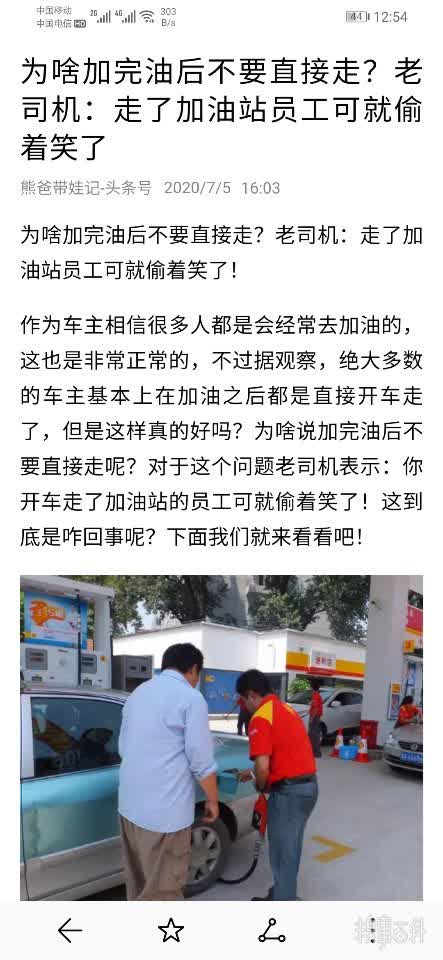 中国移动
中国电信HD
2G
4G
303
B/s
44
12:54
为啥加完油后不要直接走？老
司机：走了加油站员工可就偷
着笑了
熊爸带娃记-头条号 2020/7/5 16:03
为啥加完油后不要直接走？老司机：走了加
油站员工可就偷着笑了！
作为车主相信很多人都是会经常去加油的，
这也是非常正常的，不过据观察，绝大多数
的车主基本上在加油之后都是直接开车走
了，但是这样真的好吗？为啥说加完油后不
要直接走呢？对于这个问题老司机表示：你
开车走了加油站的员工可就偷着笑了！这到
底是咋回事呢？下面我们就来看看吧！
便利店